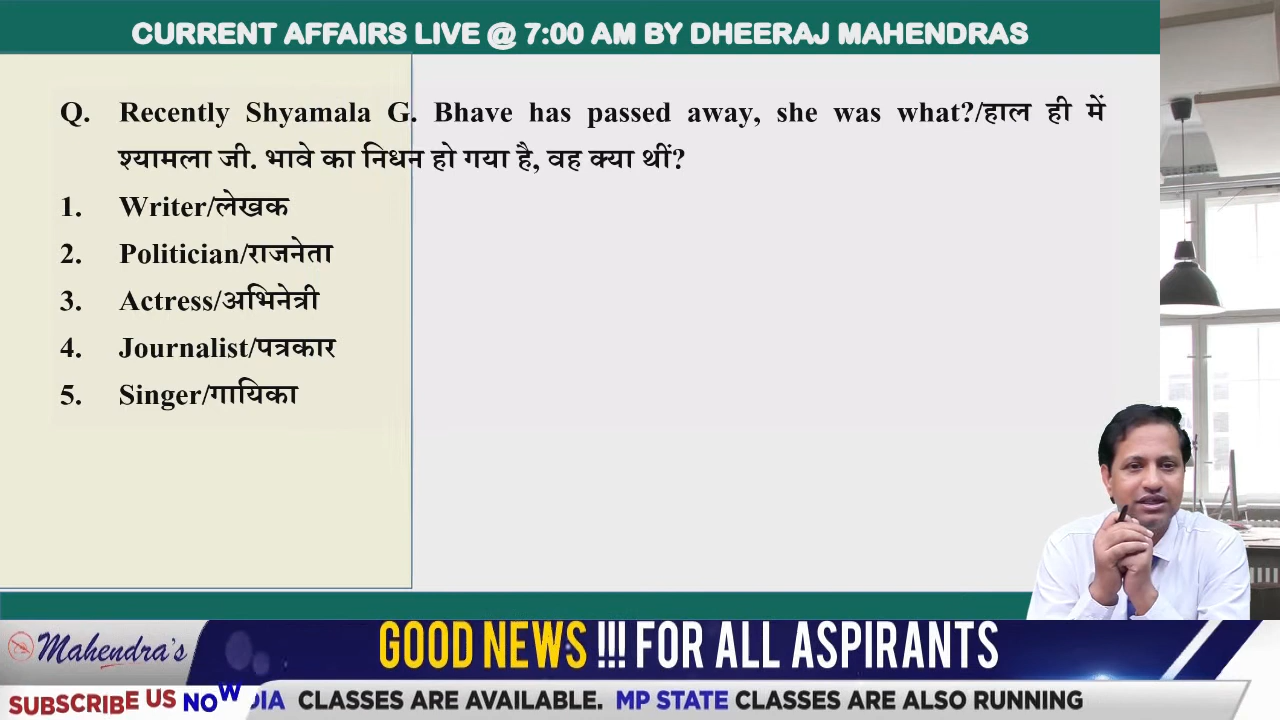 CURRENT AFFAIRS LIVE @ 7:00 AM BY DHEERAJ MAHENDRAS
Q. Recently Shyamala G. Bhave has passed away, she was what?/हाल ही में
श्यामला जी. भावे का निधन हो गया है, वह क्या थीं?
1. Writer/लेखक
2. Politician/राजनेता
3. Actress/अभिनेत्री
4. Journalist/पत्रकार
5. Singer/गायिका
Mahendra's
GOOD NEWS !!! FOR ALL ASPIRANTS
SUBSCRIBE US NOW
CLASSES ARE AVAILABLE. MP STATE CLASSES ARE ALSO RUNNING